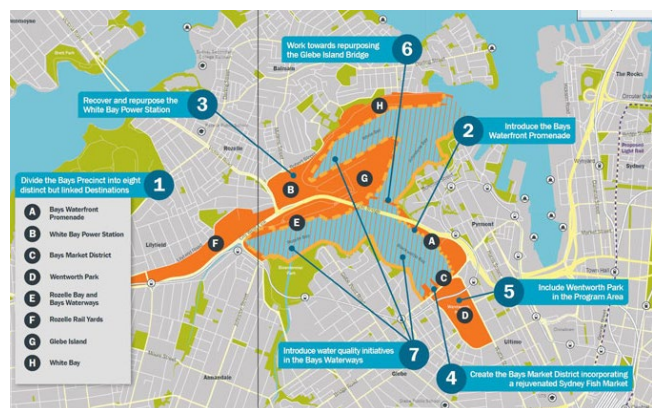 Work towards repurposing
the Glebe Island Bridge
6
Balmain
The Rocks
H
Recover and repurpose the
White Bay Power Station
3
2
Introduce the Bays
Waterfront Promenade
Proposed
Light Rail
Sydney
Rozelle
Divide the Bays Precinct into eight
distinct but linked Destinations
1
B
G
A Bays Waterfront
Promenade
B White Bay Power Station
C Bays Market District
D Wentworth Park
E Rozelle Bay and
Bays Waterways
F Rozelle Rail Yards
G Glebe Island
H White Bay
E
Pyrmont
A
F
Lilyfield
C
5
Include Wentworth Park
in the Program Area
D
Ultimo
Introduce water quality initiatives
in the Bays Waterways
7
Glebe
4
Create the Bays Market District incorporating
a rejuvenated Sydney Fish Market
Annandale